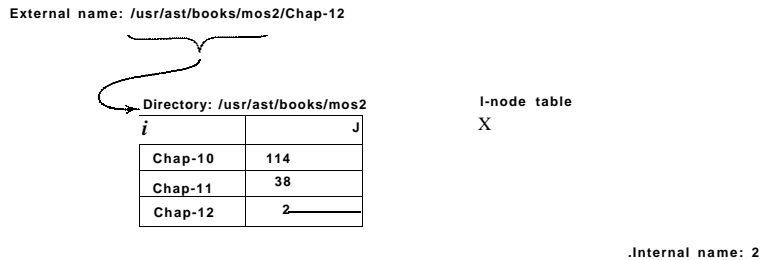 External name: /usr/ast/books/mos2/Chap-12
Directory: /usr/ast/books/mos2
I-node table
i J
X
Chap-10 114
Chap-11 38
Chap-12 2
.Internal name: 2